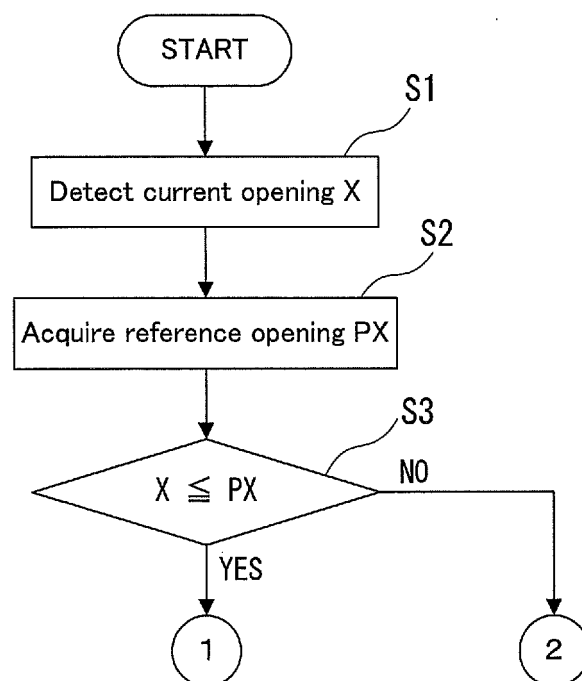 START
S1
Detect current opening X
S2
Acquire reference opening PX
S3
X ≦ PX
NO
YES
1
2